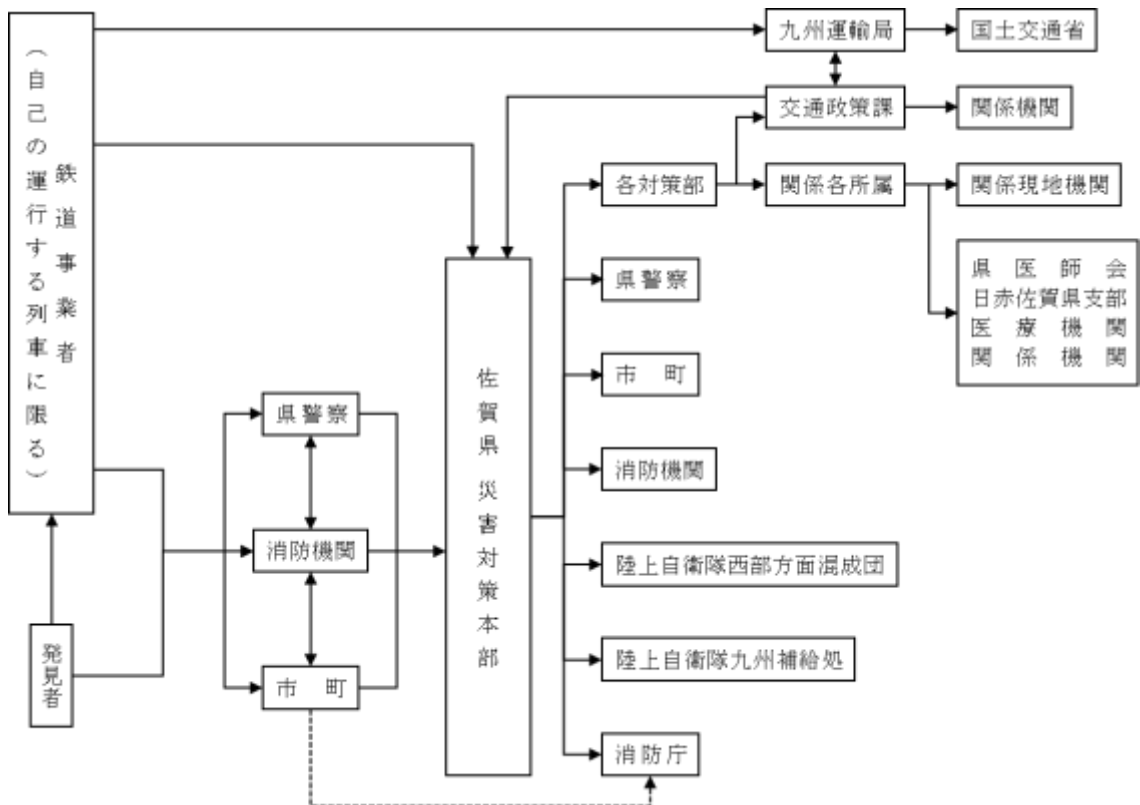 鉄道事業者
（自己の運行する列車に限る）
発見者
県警察
消防機関
市　町
佐賀県 災害対策本部
九州運輸局
国土交通省
交通政策課
関係機関
各対策部
関係各所属
関係現地機関
県医師会
日赤佐賀県支部
医療機関
関係機関
県警察
市　町
消防機関
陸上自衛隊西部方面混成団
陸上自衛隊九州補給処
消防庁